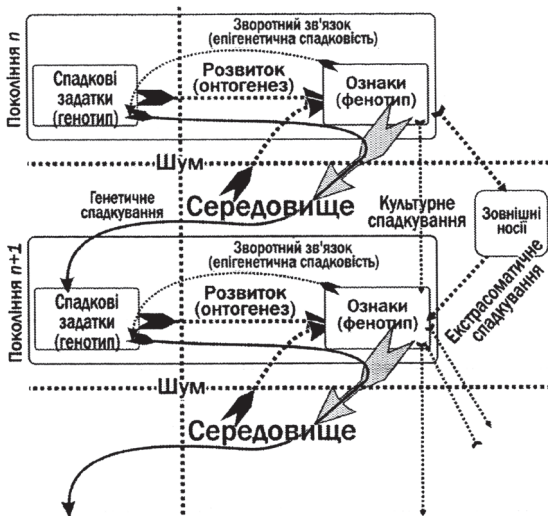 Покоління n
Зворотний зв'язок
(епігенетична спадковість)
Спадкові
задатки
(генотип)
Розвиток
(онтогенез)
Ознаки
(фенотип)
Шум
Генетичне
спадкування
Середовище
Культурне
спадкування
Зовнішні
носії
Екстрасоматичне
спадкування
Покоління n+1
Зворотний зв'язок
(епігенетична спадковість)
Спадкові
задатки
(генотип)
Розвиток
(онтогенез)
Ознаки
(фенотип)
Шум
Середовище